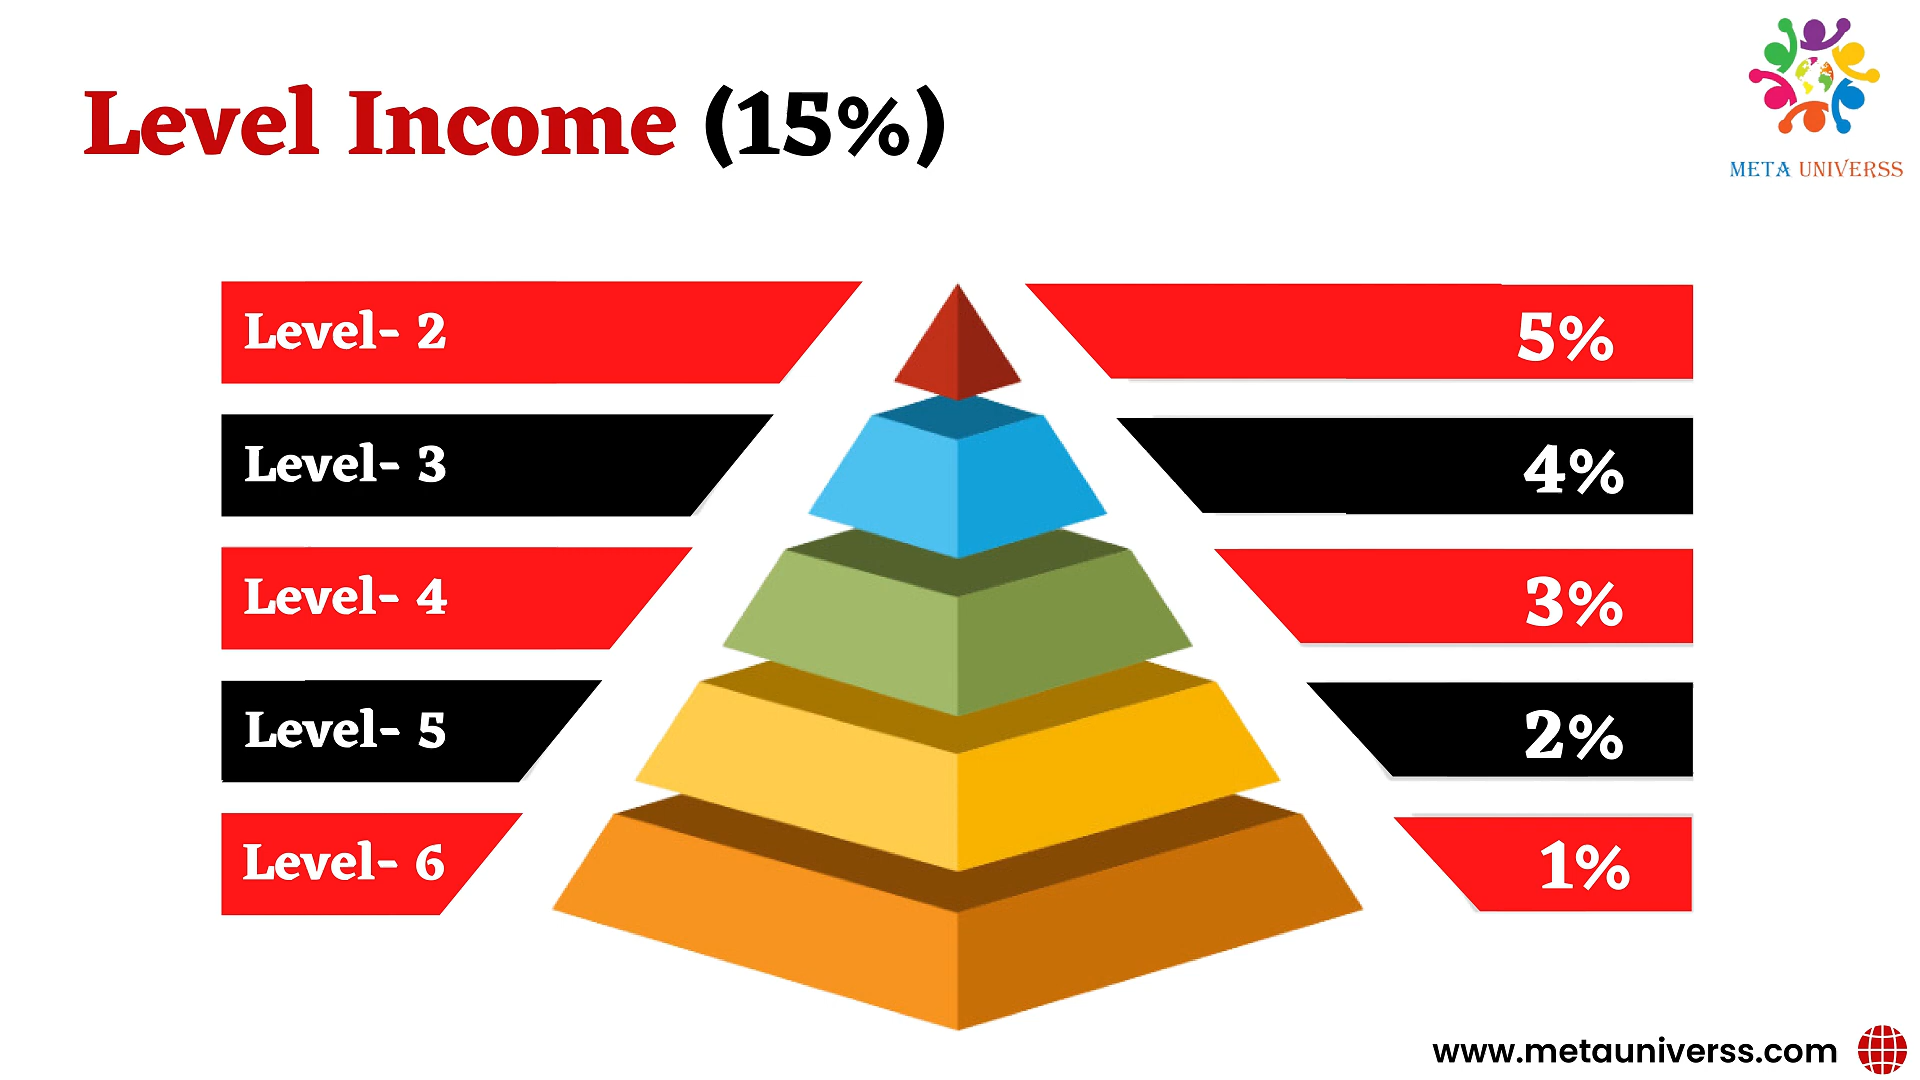 Level Income (15%)
META UNIVERSS
Level- 2
5%
Level- 3
4%
Level- 4
3%
Level- 5
2%
Level- 6
1%
www.metauniverss.com